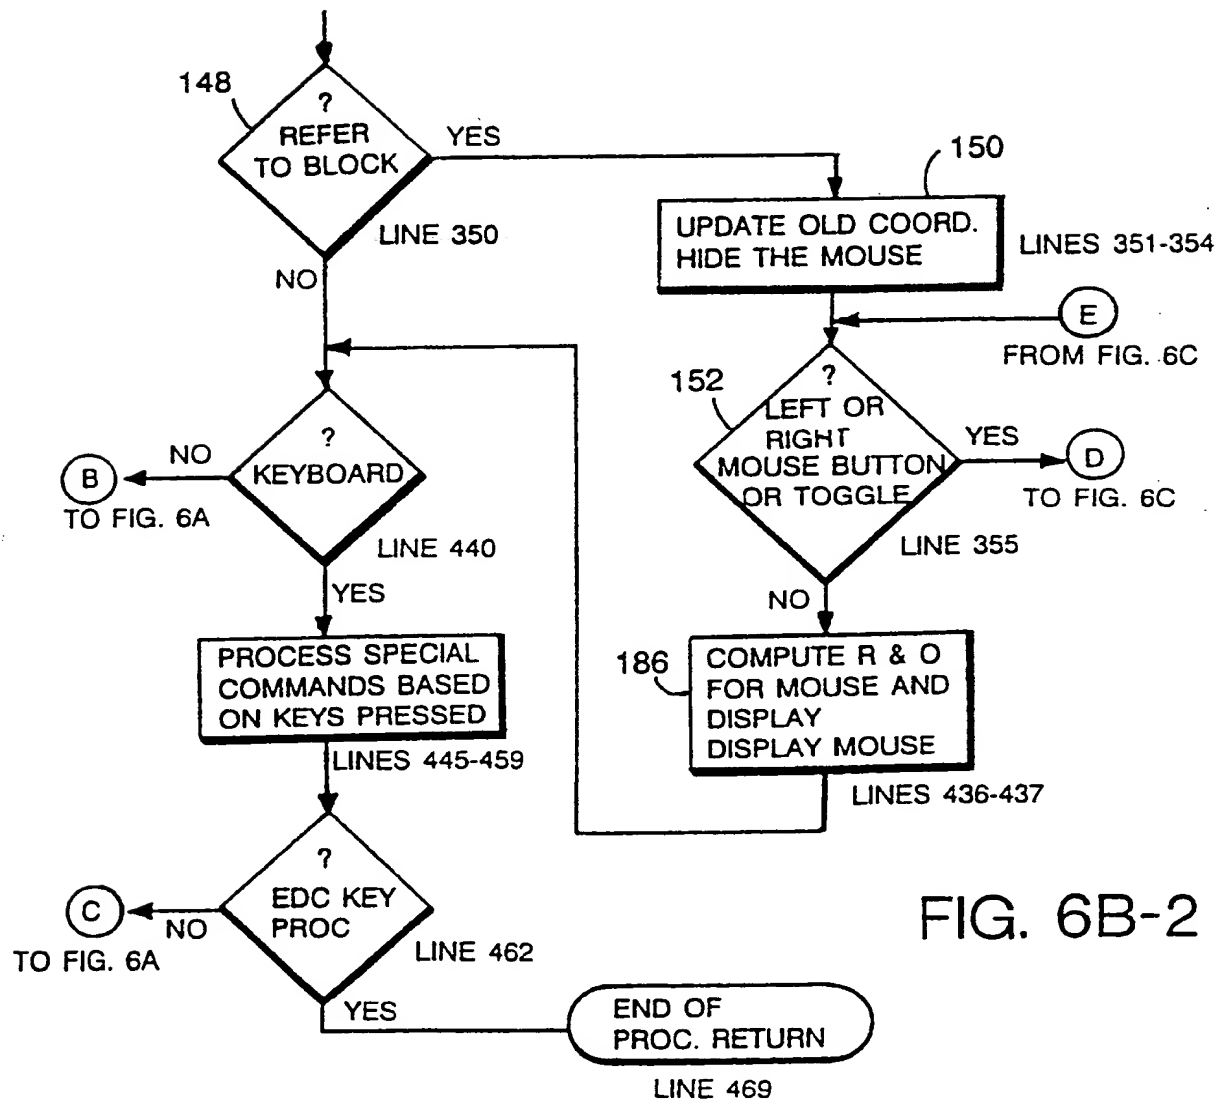 148
?
REFER
TO BLOCK
YES
LINE 350
NO
150
UPDATE OLD COORD.
HIDE THE MOUSE
LINES 351-354
E
FROM FIG. 6C
152
?
LEFT OR
RIGHT
MOUSE BUTTON
OR TOGGLE
YES
D
TO FIG. 6C
LINE 355
NO
?
KEYBOARD
NO
B
TO FIG. 6A
LINE 440
YES
PROCESS SPECIAL
COMMANDS BASED
ON KEYS PRESSED
LINES 445-459
186
COMPUTE R & O
FOR MOUSE AND
DISPLAY
DISPLAY MOUSE
LINES 436-437
?
EDC KEY
PROC
NO
C
TO FIG. 6A
LINE 462
YES
END OF
PROC. RETURN
LINE 469
FIG. 6B-2